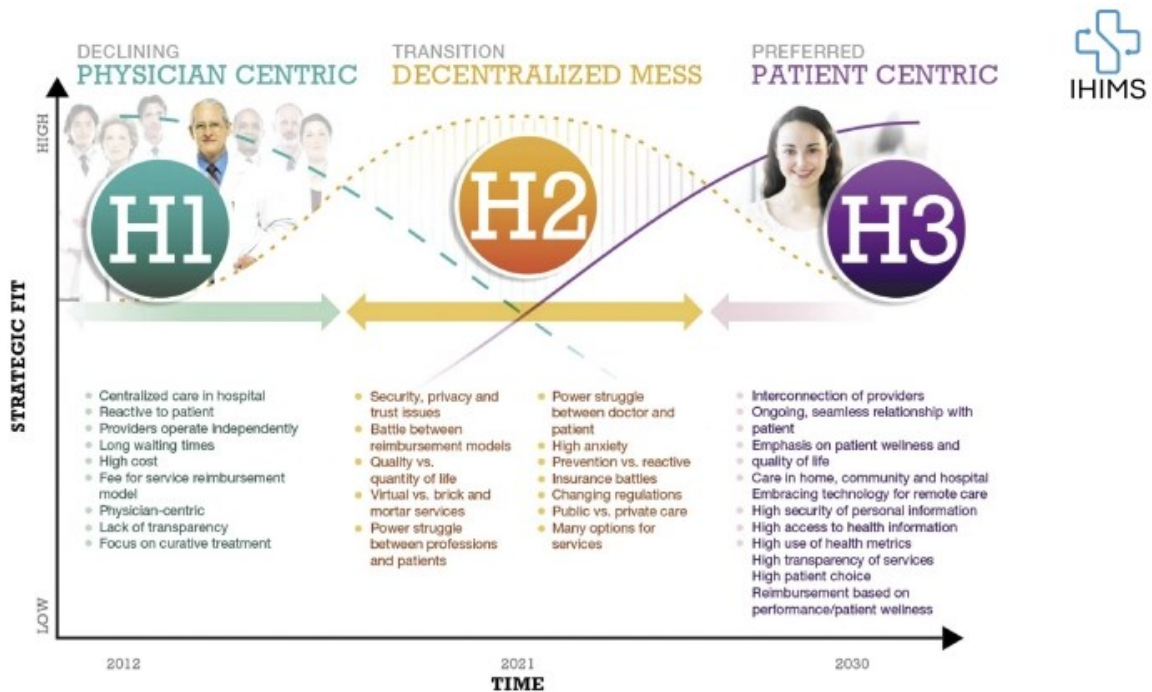 DECLINING
PHYSICIAN CENTRIC
TRANSITION
DECENTRALIZED MESS
PREFERRED
PATIENT CENTRIC
IHIMS
HIGH
H1
H2
H3
STRATEGIC FIT
Centralized care in hospital
Reactive to patient
Providers operate independently
Long waiting times
High cost
Fee for service reimbursement
model
Physician-centric
Lack of transparency
Focus on curative treatment
Security, privacy and
trust issues
Battle between
reimbursement models
Quality vs.
quantity of life
Virtual vs. brick and
mortar services
Power struggle
between professions
and patients
Power struggle
between doctor and
patient
High anxiety
Prevention vs. reactive
Insurance battles
Changing regulations
Public vs. private care
Many options for
services
Interconnection of providers
Ongoing, seamless relationship with
patient
Emphasis on patient wellness and
quality of life
Care in home, community and hospital
Embracing technology for remote care
High security of personal information
High access to health information
High use of health metrics
High transparency of services
High patient choice
Reimbursement based on
performance/patient wellness
LOW
2012
2021
2030
TIME